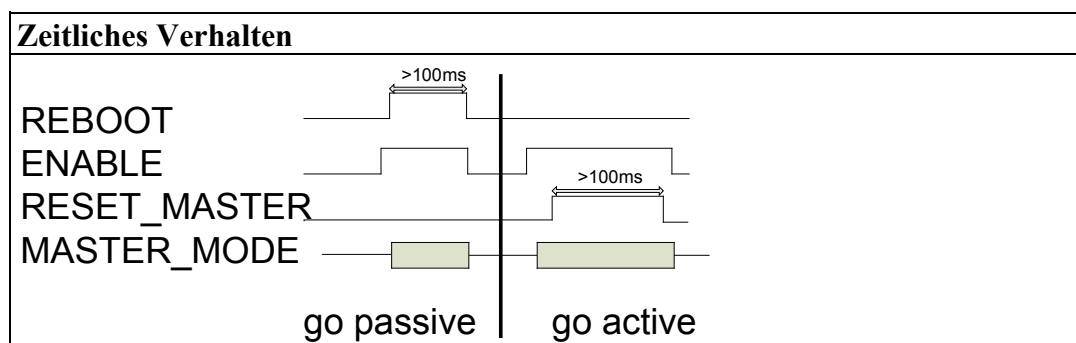 Zeitliches Verhalten
>100ms
REBOOT
ENABLE
>100ms
RESET_MASTER
MASTER_MODE
go passive
go active